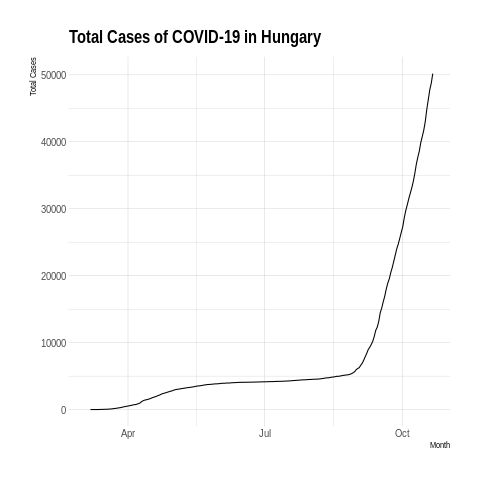 Total Cases of COVID-19 in Hungary
Total Cases
50000
40000
30000
20000
10000
0
Apr Jul Oct
Month